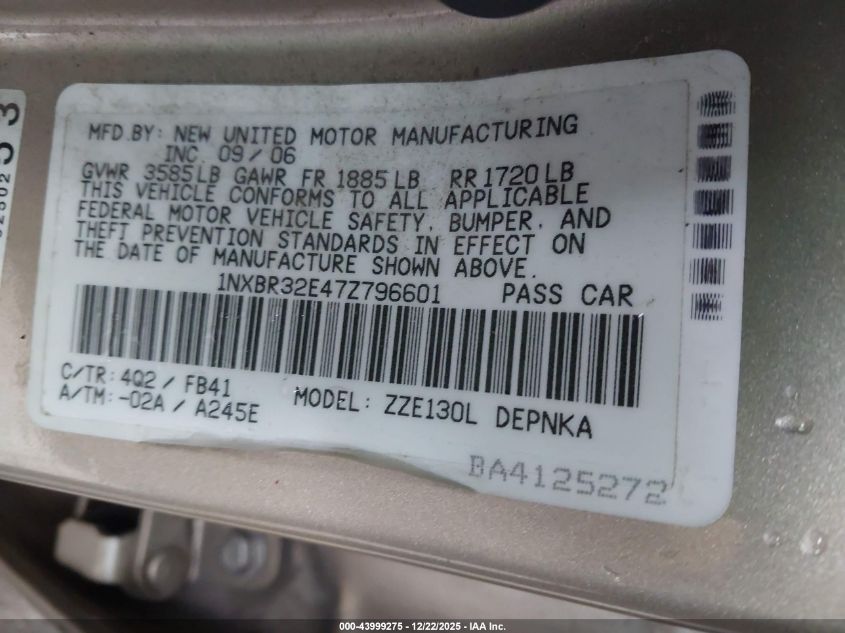 MFD.BY: NEW UNITED MOTOR MANUFACTURING
INC. 09/06
GVWR 3585LB GAWR FR 1885LB RR1720LB
THIS VEHICLE CONFORMS TO ALL APPLICABLE
FEDERAL MOTOR VEHICLE SAFETY, BUMPER, AND
THEFT PREVENTION STANDARDS IN EFFECT ON
THE DATE OF MANUFACTURE SHOWN ABOVE.
1NXBR32E47Z796601 PASS CAR
C/TR: 4Q2 / FB41
A/TM: -02A / A245E
MODEL: ZZE130L DEPNKA
BA4125272
000-43999275 - 12/22/2025 - IAA Inc.